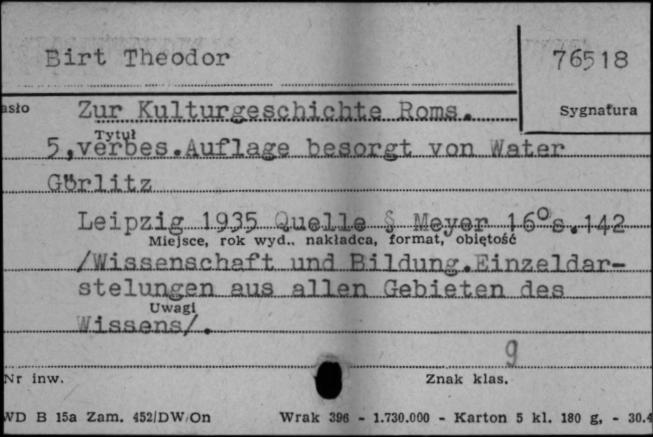 Birt Theodor
76518
asło
Zur Kulturgeschichte Roms.
Sygnatura
Tytuł
5,verbes.Auflage besorgt von Water
Görlitz
Leipzig 1935 Quelle § Meyer 16°s.142
Miejsce, rok wyd., nakładca, format, objętość
/Wissenschaft und Bildung.Einzeldar-
stelungen aus allen Gebieten des
Uwagi
Wissens/.
9
Nr inw.
Znak klas.
WD B 15a Zam. 452/DW/On Wrak 396 - 1.730.000 - Karton 5 kl. 180 g, - 30.4